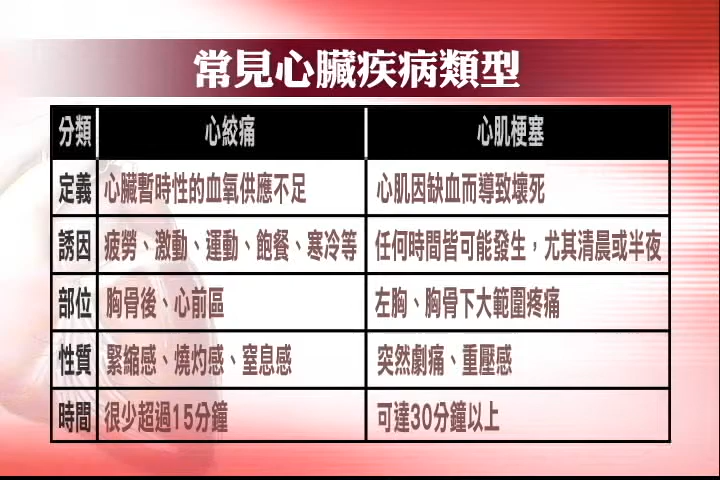 常見心臟疾病類型
分類 心絞痛 心肌梗塞
定義 心臟暫時性的血氧供應不足 心肌因缺血而導致壞死
誘因 疲勞、激動、運動、飽餐、寒冷等 任何時間皆可能發生，尤其清晨或半夜
部位 胸骨後、心前區 左胸、胸骨下大範圍疼痛
性質 緊縮感、燒灼感、窒息感 突然劇痛、重壓感
時間 很少超過15分鐘 可達30分鐘以上